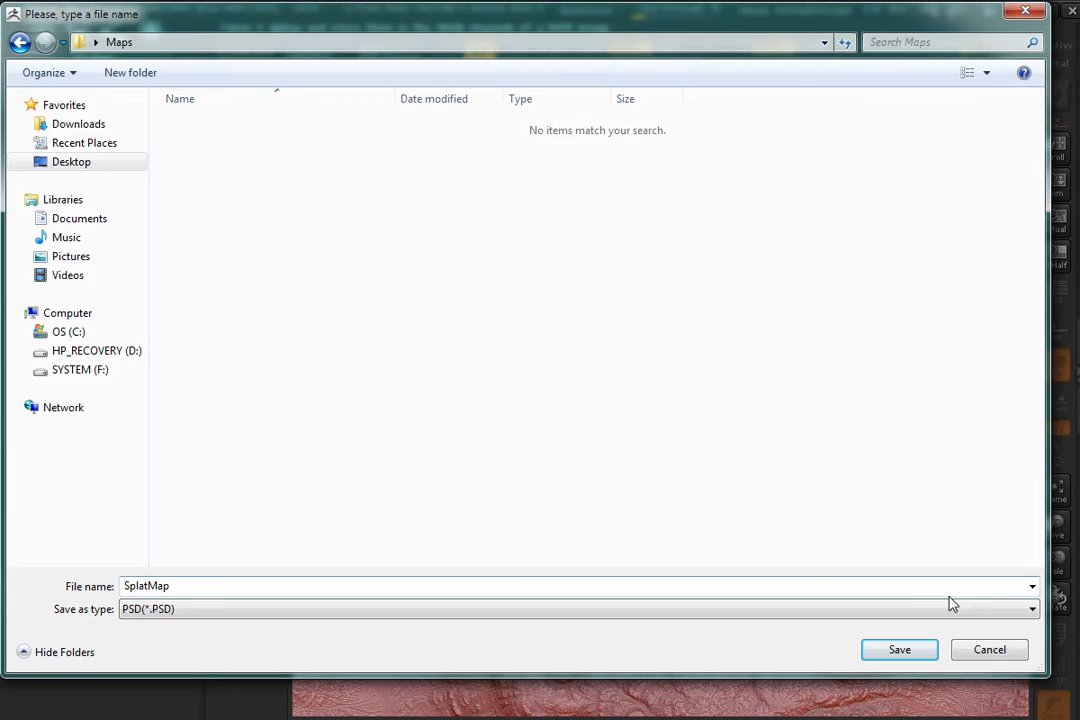 Please, type a file name
Maps
Search Maps
Organize
New folder
Name
Date modified
Type
Size
No items match your search.
Favorites
Downloads
Recent Places
Desktop
Libraries
Documents
Music
Pictures
Videos
Computer
OS (C:)
HP_RECOVERY (D:)
SYSTEM (F:)
Network
File name:
SplatMap
Save as type:
PSD(*.PSD)
Hide Folders
Save
Cancel